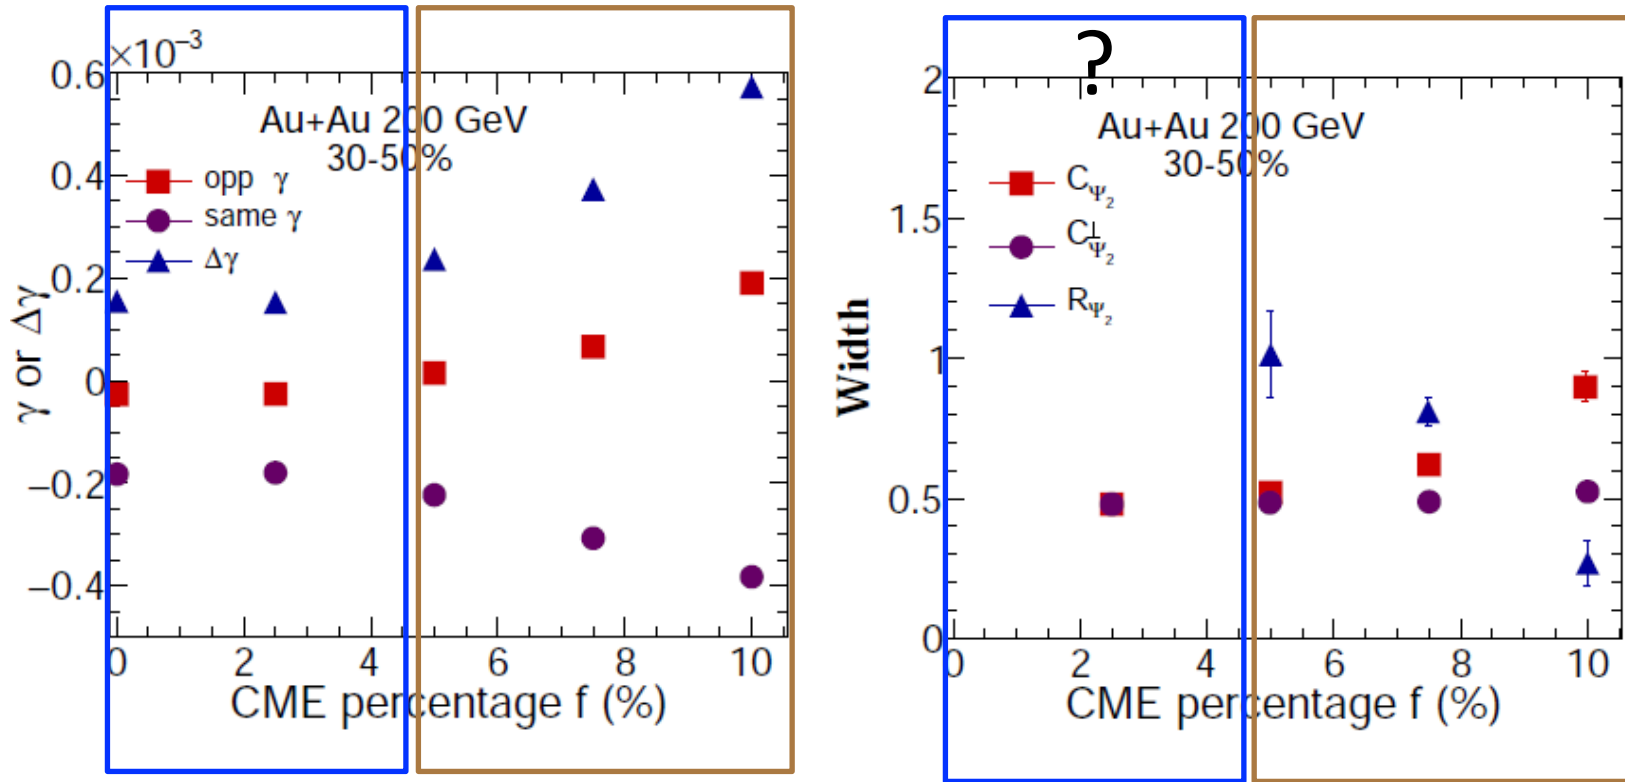 ×10⁻³
0.6
0.4
0.2
0
−0.2
−0.4
γ or Δγ
Au+Au 200 GeV
30-50%
opp γ
same γ
Δγ
0 2 4 6 8 10
CME percentage f (%)
?
2
1.5
1
0.5
0
Width
Au+Au 200 GeV
30-50%
C_Ψ₂
C^⊥_Ψ₂
R_Ψ₂
0 2 4 6 8 10
CME percentage f (%)